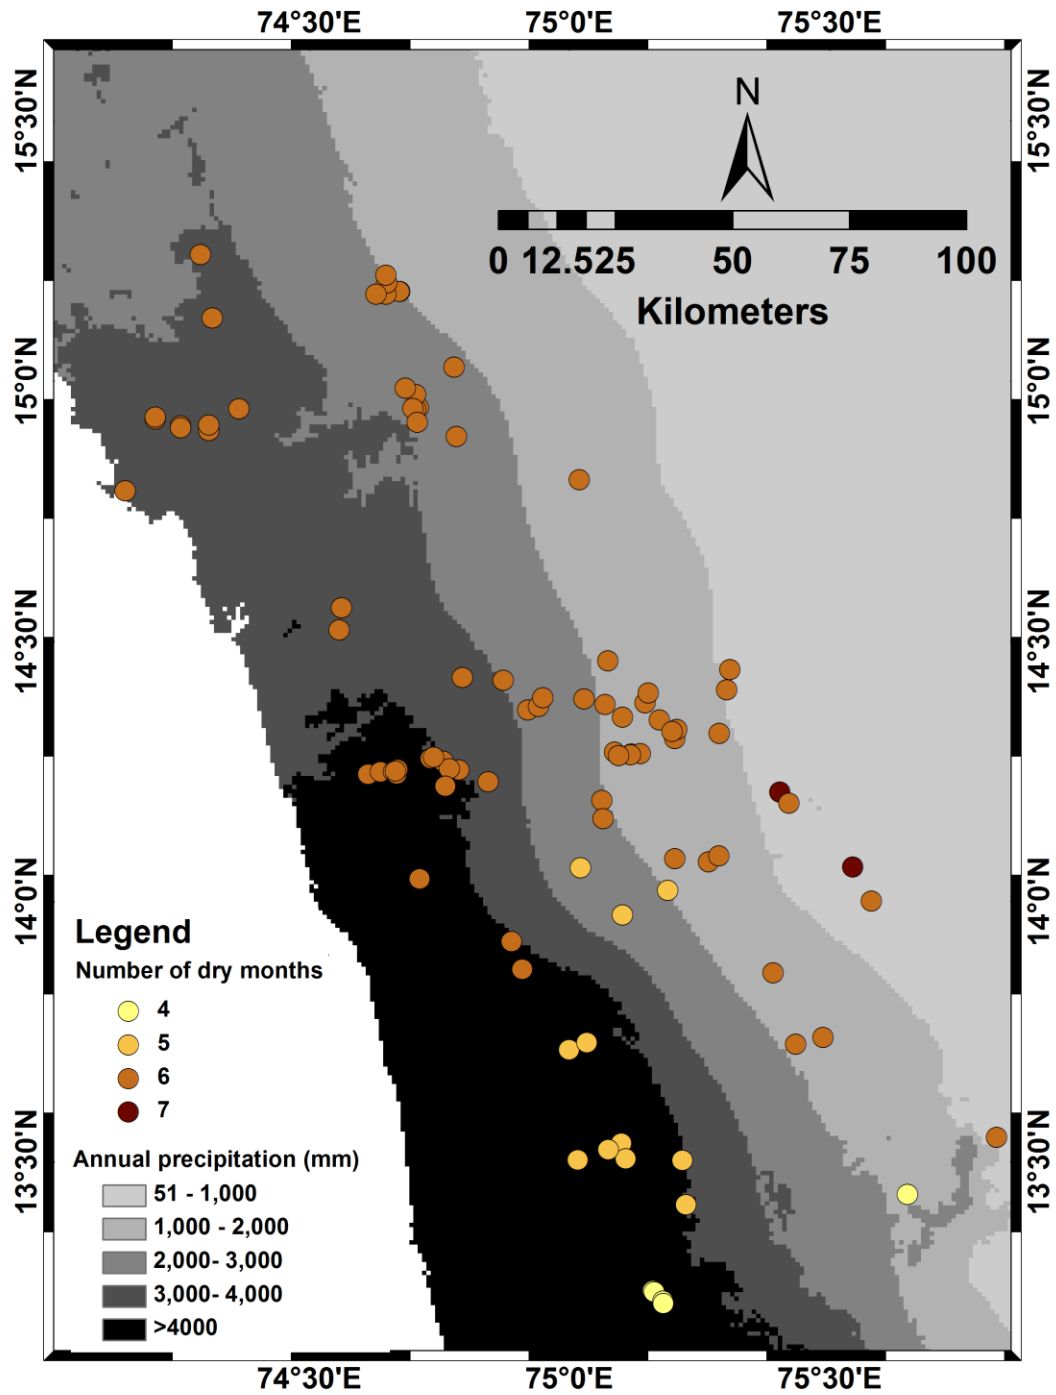 74°30'E 75°0'E 75°30'E
15°30'N 15°30'N
N
0 12.5 25 50 75 100
Kilometers
15°0'N 15°0'N
14°30'N 14°30'N
14°0'N 14°0'N
Legend
Number of dry months
4
5
6
7
13°30'N 13°30'N
Annual precipitation (mm)
51 - 1,000
1,000 - 2,000
2,000- 3,000
3,000- 4,000
>4000
74°30'E 75°0'E 75°30'E